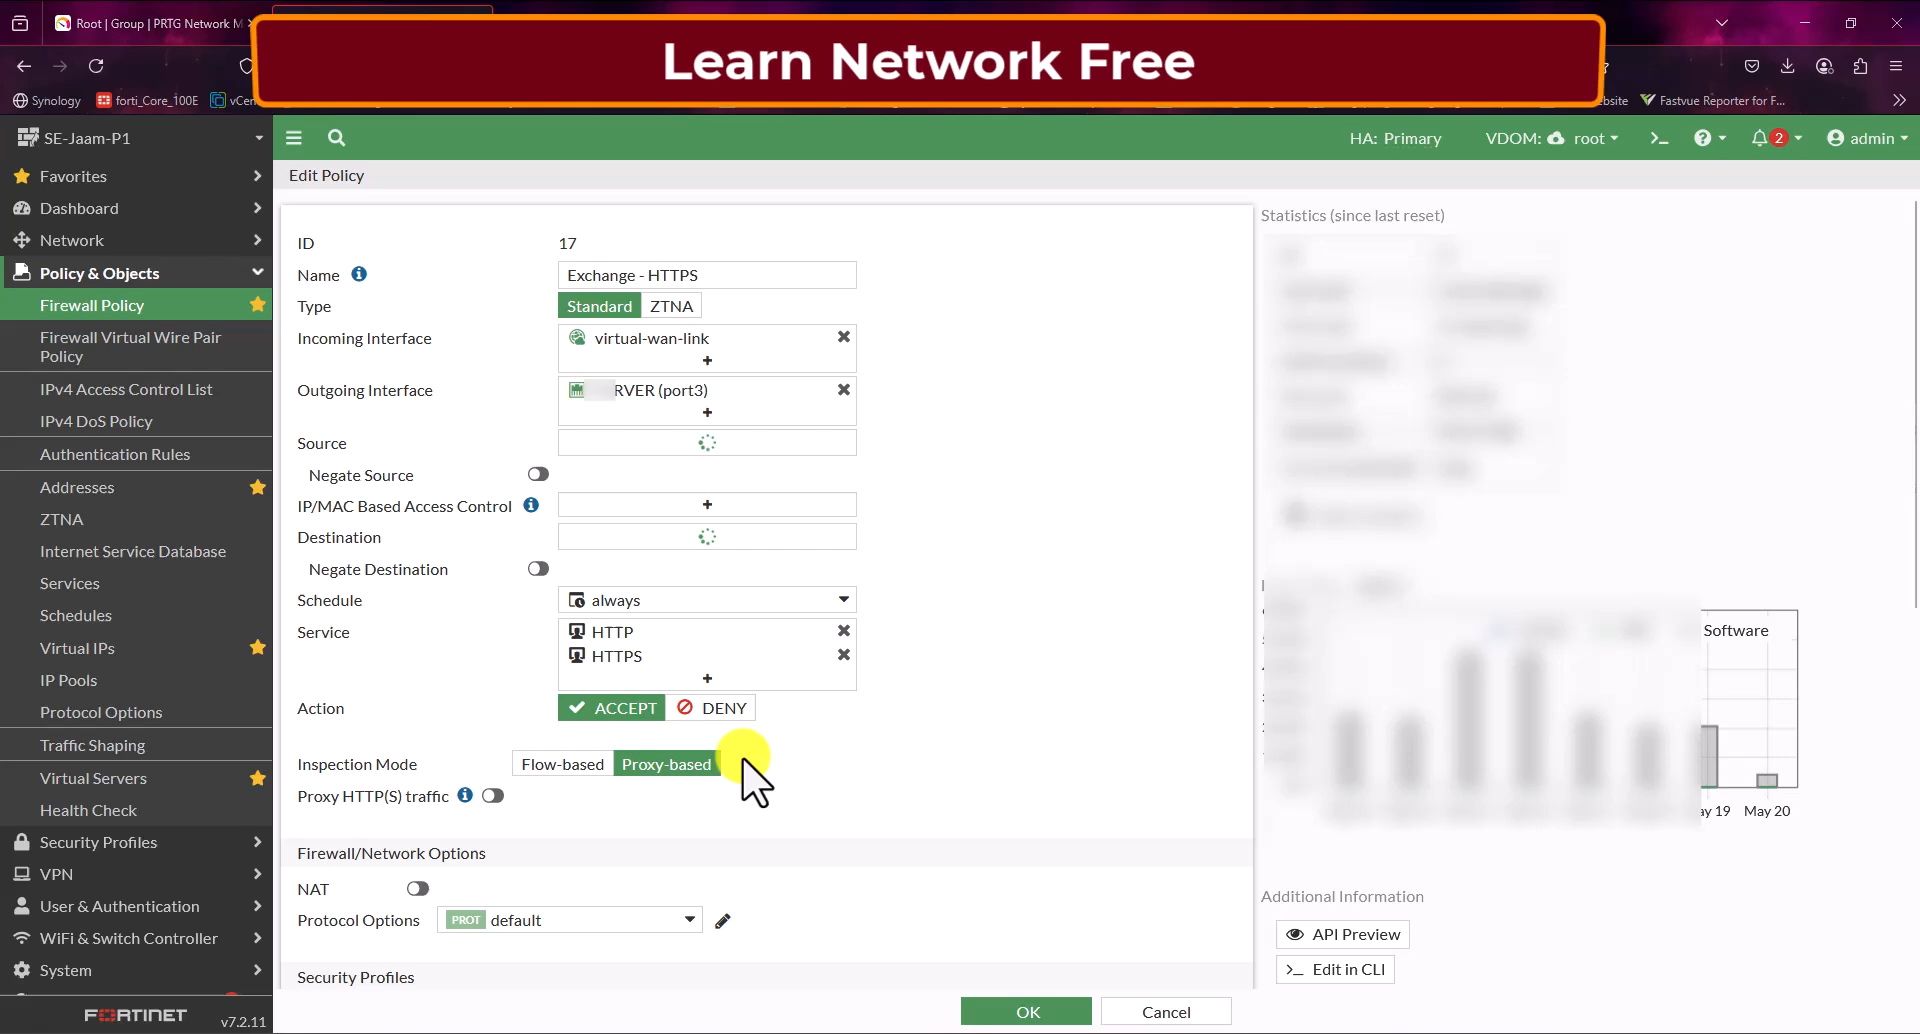 Root | Group | PRTG Network M
Learn Network Free
Synology
forti_Core_100E
vCen
bsite
Fastvue Reporter for F...
SE-Jaam-P1
HA: Primary
VDOM:
root
>_
2
admin
Favorites
Dashboard
Network
Policy & Objects
Firewall Policy
Firewall Virtual Wire Pair
Policy
IPv4 Access Control List
IPv4 DoS Policy
Authentication Rules
Addresses
ZTNA
Internet Service Database
Services
Schedules
Virtual IPs
IP Pools
Protocol Options
Traffic Shaping
Virtual Servers
Health Check
Security Profiles
VPN
User & Authentication
WiFi & Switch Controller
System
FORTINET
v7.2.11
Edit Policy
ID
17
Name
Exchange - HTTPS
Type
Standard
ZTNA
Incoming Interface
virtual-wan-link
Outgoing Interface
RVER (port3)
Source
Negate Source
IP/MAC Based Access Control
Destination
Negate Destination
Schedule
always
Service
HTTP
HTTPS
Action
ACCEPT
DENY
Inspection Mode
Flow-based
Proxy-based
Proxy HTTP(S) traffic
Firewall/Network Options
NAT
Protocol Options
PROT default
Security Profiles
OK
Cancel
Statistics (since last reset)
Software
ay 19
May 20
Additional Information
API Preview
>_ Edit in CLI